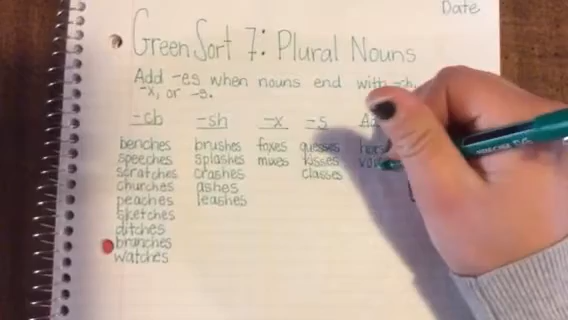 Date
Green Sort 7: Plural Nouns
Add -es when nouns end with -ch,
-x, or -s.
-ch -sh -x -s
benches brushes foxes guesses
speeches splashes mixes kisses
scratches crashes classes
churches ashes
peaches leashes
sketches
ditches
branches
watches